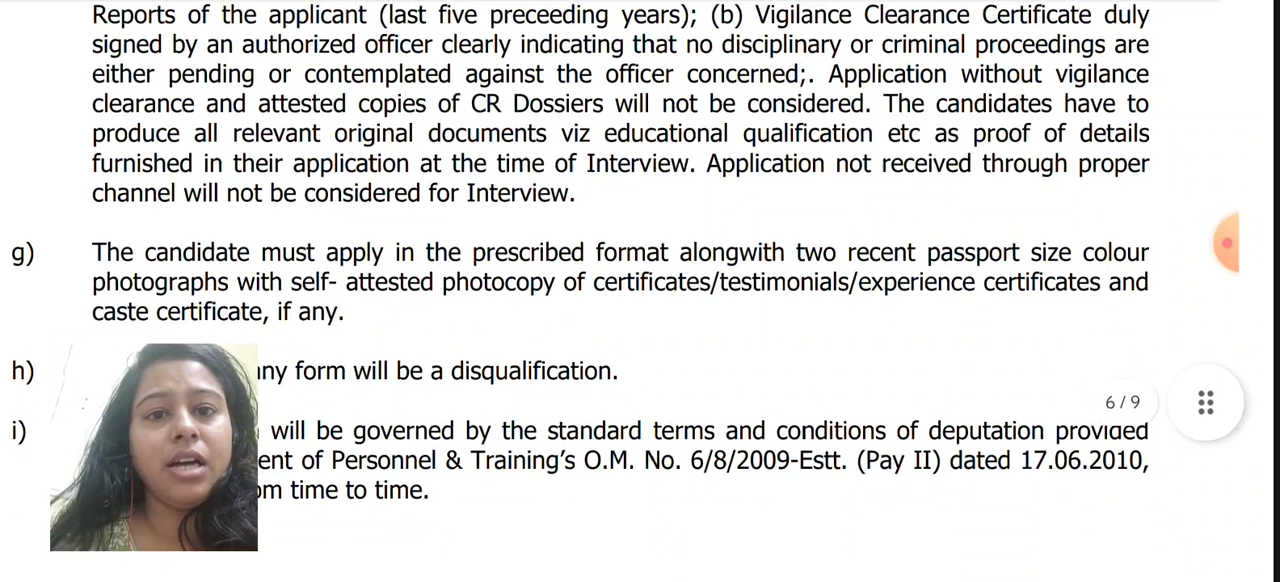 Reports of the applicant (last five preceeding years); (b) Vigilance Clearance Certificate duly
signed by an authorized officer clearly indicating that no disciplinary or criminal proceedings are
either pending or contemplated against the officer concerned;. Application without vigilance
clearance and attested copies of CR Dossiers will not be considered. The candidates have to
produce all relevant original documents viz educational qualification etc as proof of details
furnished in their application at the time of Interview. Application not received through proper
channel will not be considered for Interview.
g) The candidate must apply in the prescribed format alongwith two recent passport size colour
photographs with self- attested photocopy of certificates/testimonials/experience certificates and
caste certificate, if any.
h) form will be a disqualification.
6/9
i) will be governed by the standard terms and conditions of deputation provided
of Personnel & Training's O.M. No. 6/8/2009-Estt. (Pay II) dated 17.06.2010,
time to time.